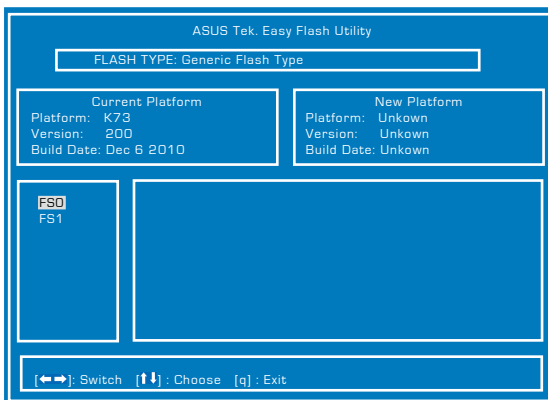 ASUS Tek. Easy Flash Utility
FLASH TYPE: Generic Flash Type
Current Platform
Platform: K73
Version: 200
Build Date: Dec 6 2010
New Platform
Platform: Unkown
Version: Unkown
Build Date: Unkown
FS0
FS1
[⬅➡]: Switch [⬆⬇] : Choose [q] : Exit